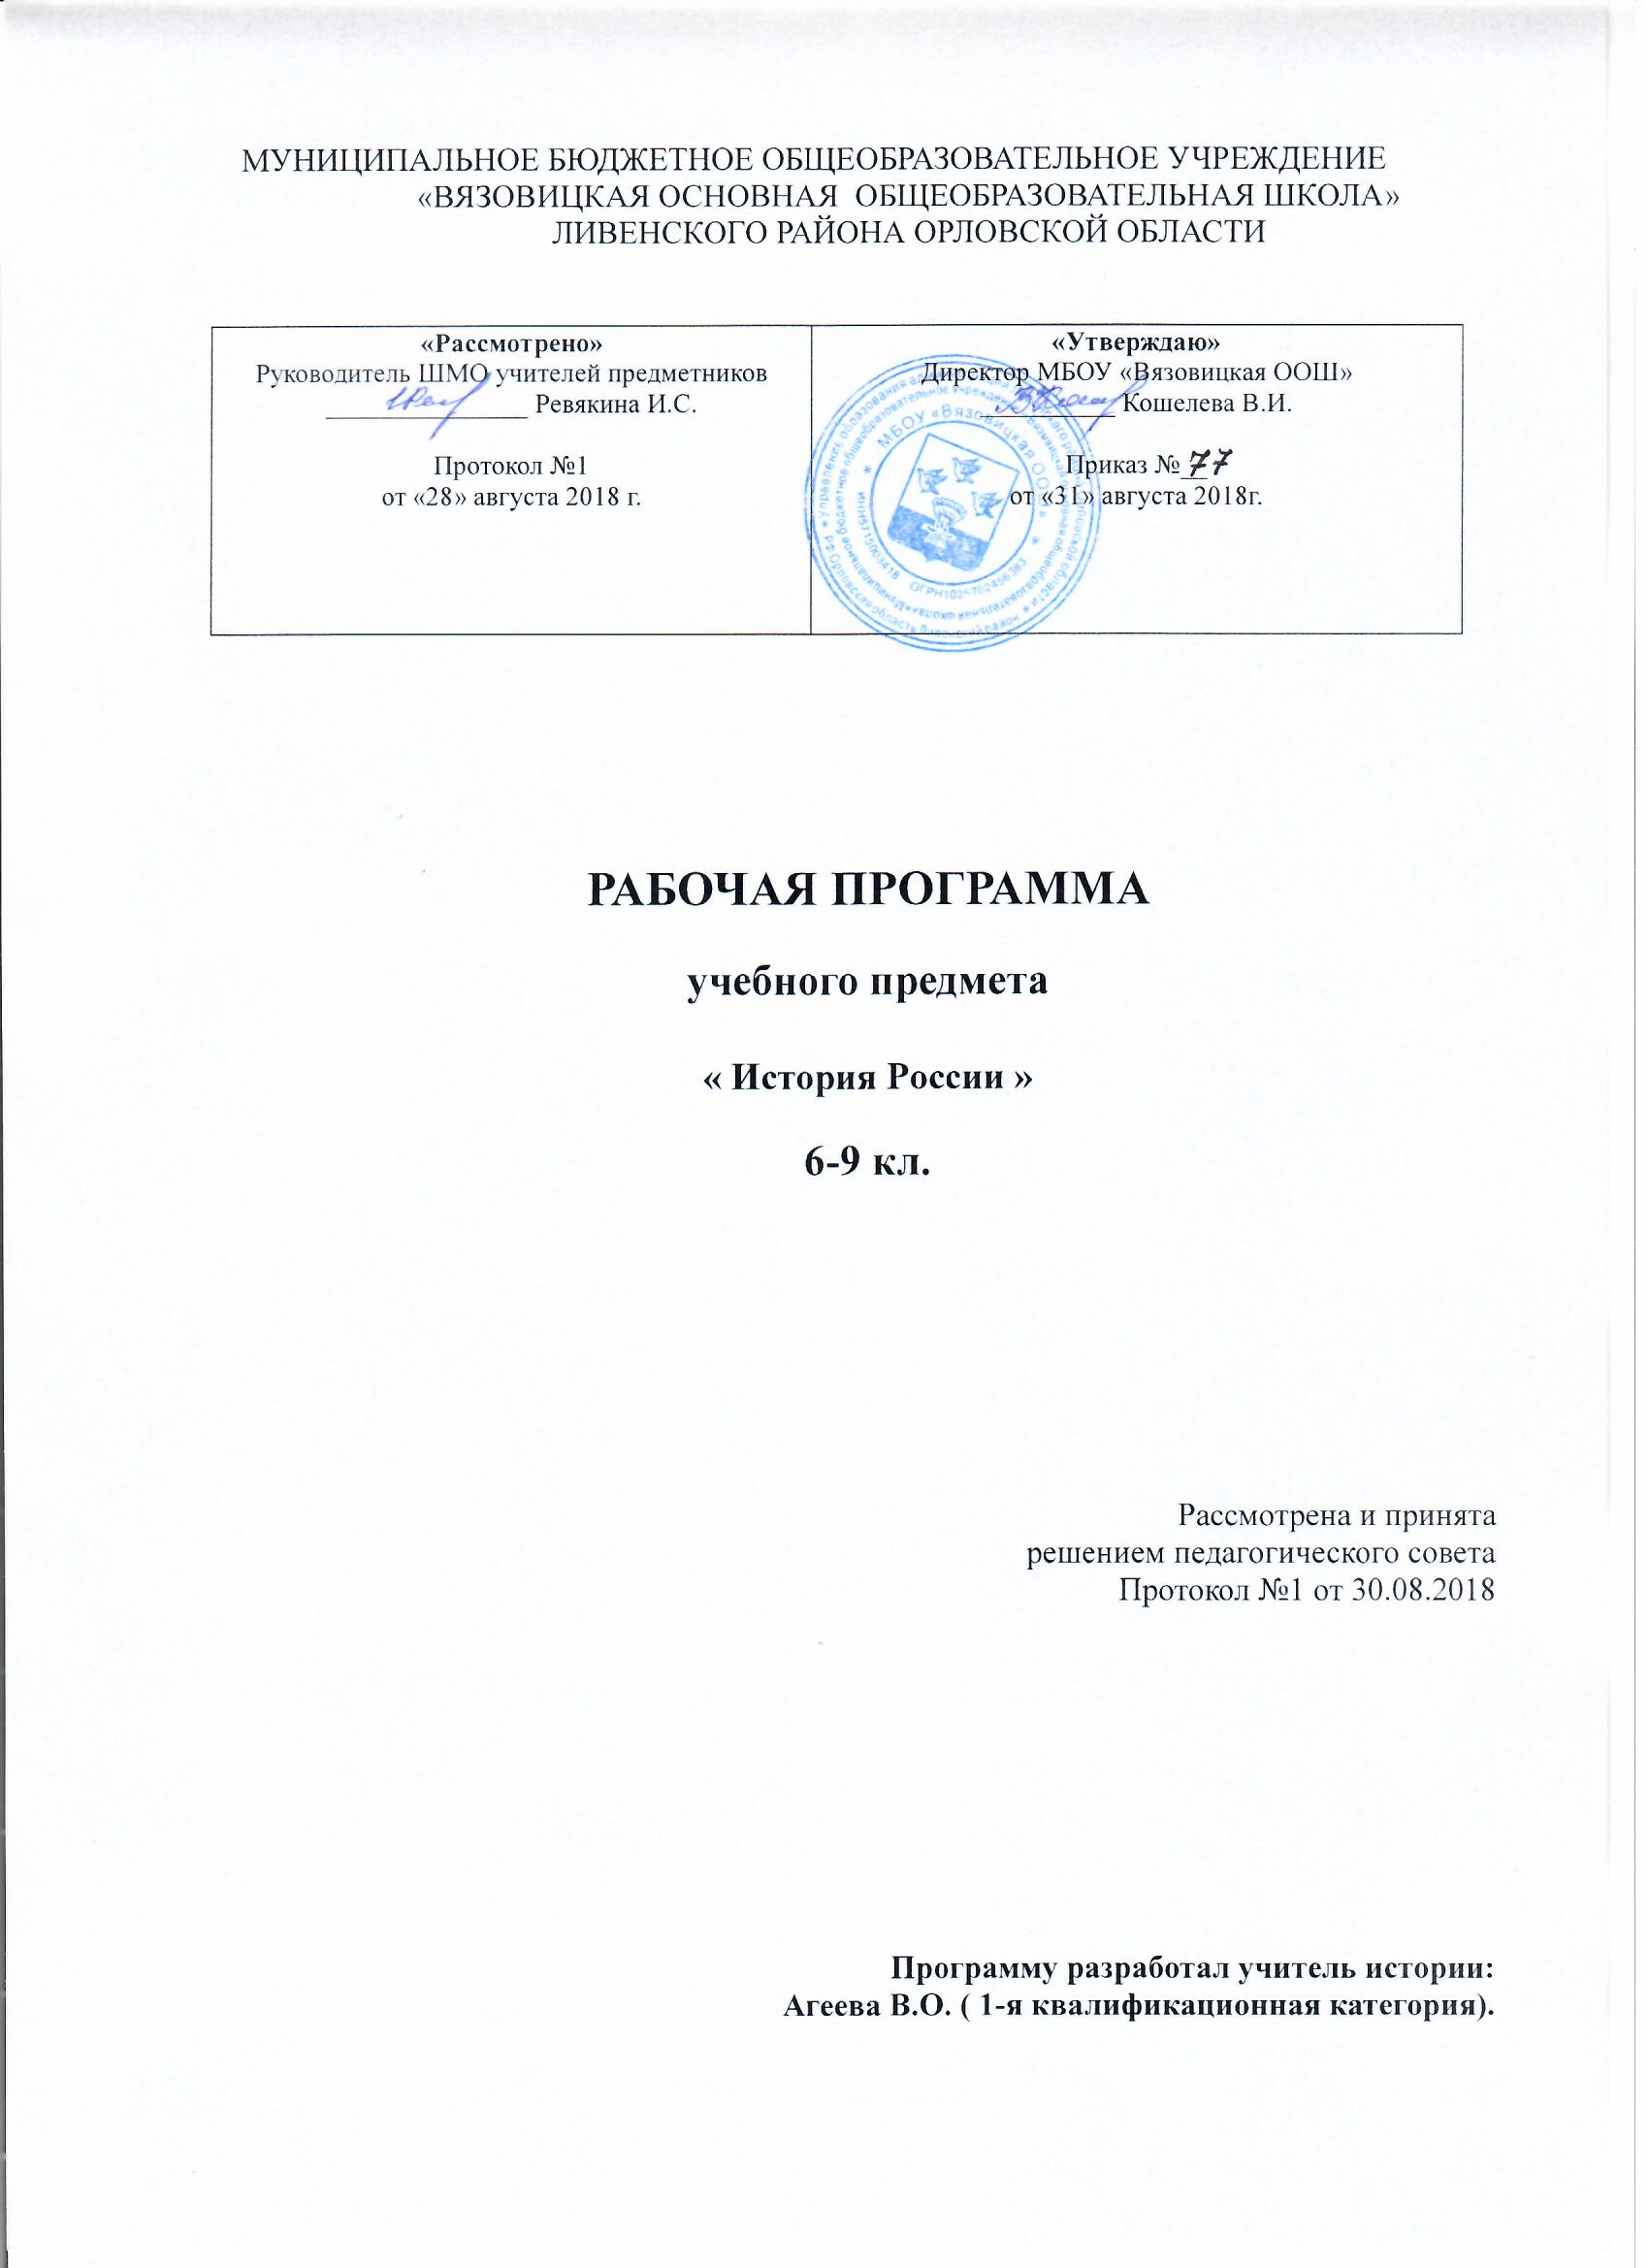 МУНИЦИПАЛЬНОЕ БЮДЖЕТНОЕ ОБЩЕОБРАЗОВАТЕЛЬНОЕ УЧРЕЖДЕНИЕ
«ВЯЗОВИЦКАЯ ОСНОВНАЯ ОБЩЕОБРАЗОВАТЕЛЬНАЯ ШКОЛА»
ЛИВЕНСКОГО РАЙОНА ОРЛОВСКОЙ ОБЛАСТИ
«Рассмотрено»
Руководитель ШМО учителей предметников
Ревякина И.С.
Протокол №1
от «28» августа 2018 г.
«Утверждаю»
Директор МБОУ «Вязовицкая ООШ»
Кошелева В.И.
Приказ № 77
от «31» августа 2018г.
МБОУ «Вязовицкая ООШ»
РАБОЧАЯ ПРОГРАММА
учебного предмета
« История России »
6-9 кл.
Рассмотрена и принята
решением педагогического совета
Протокол №1 от 30.08.2018
Программу разработал учитель истории:
Агеева В.О. ( 1-я квалификационная категория).